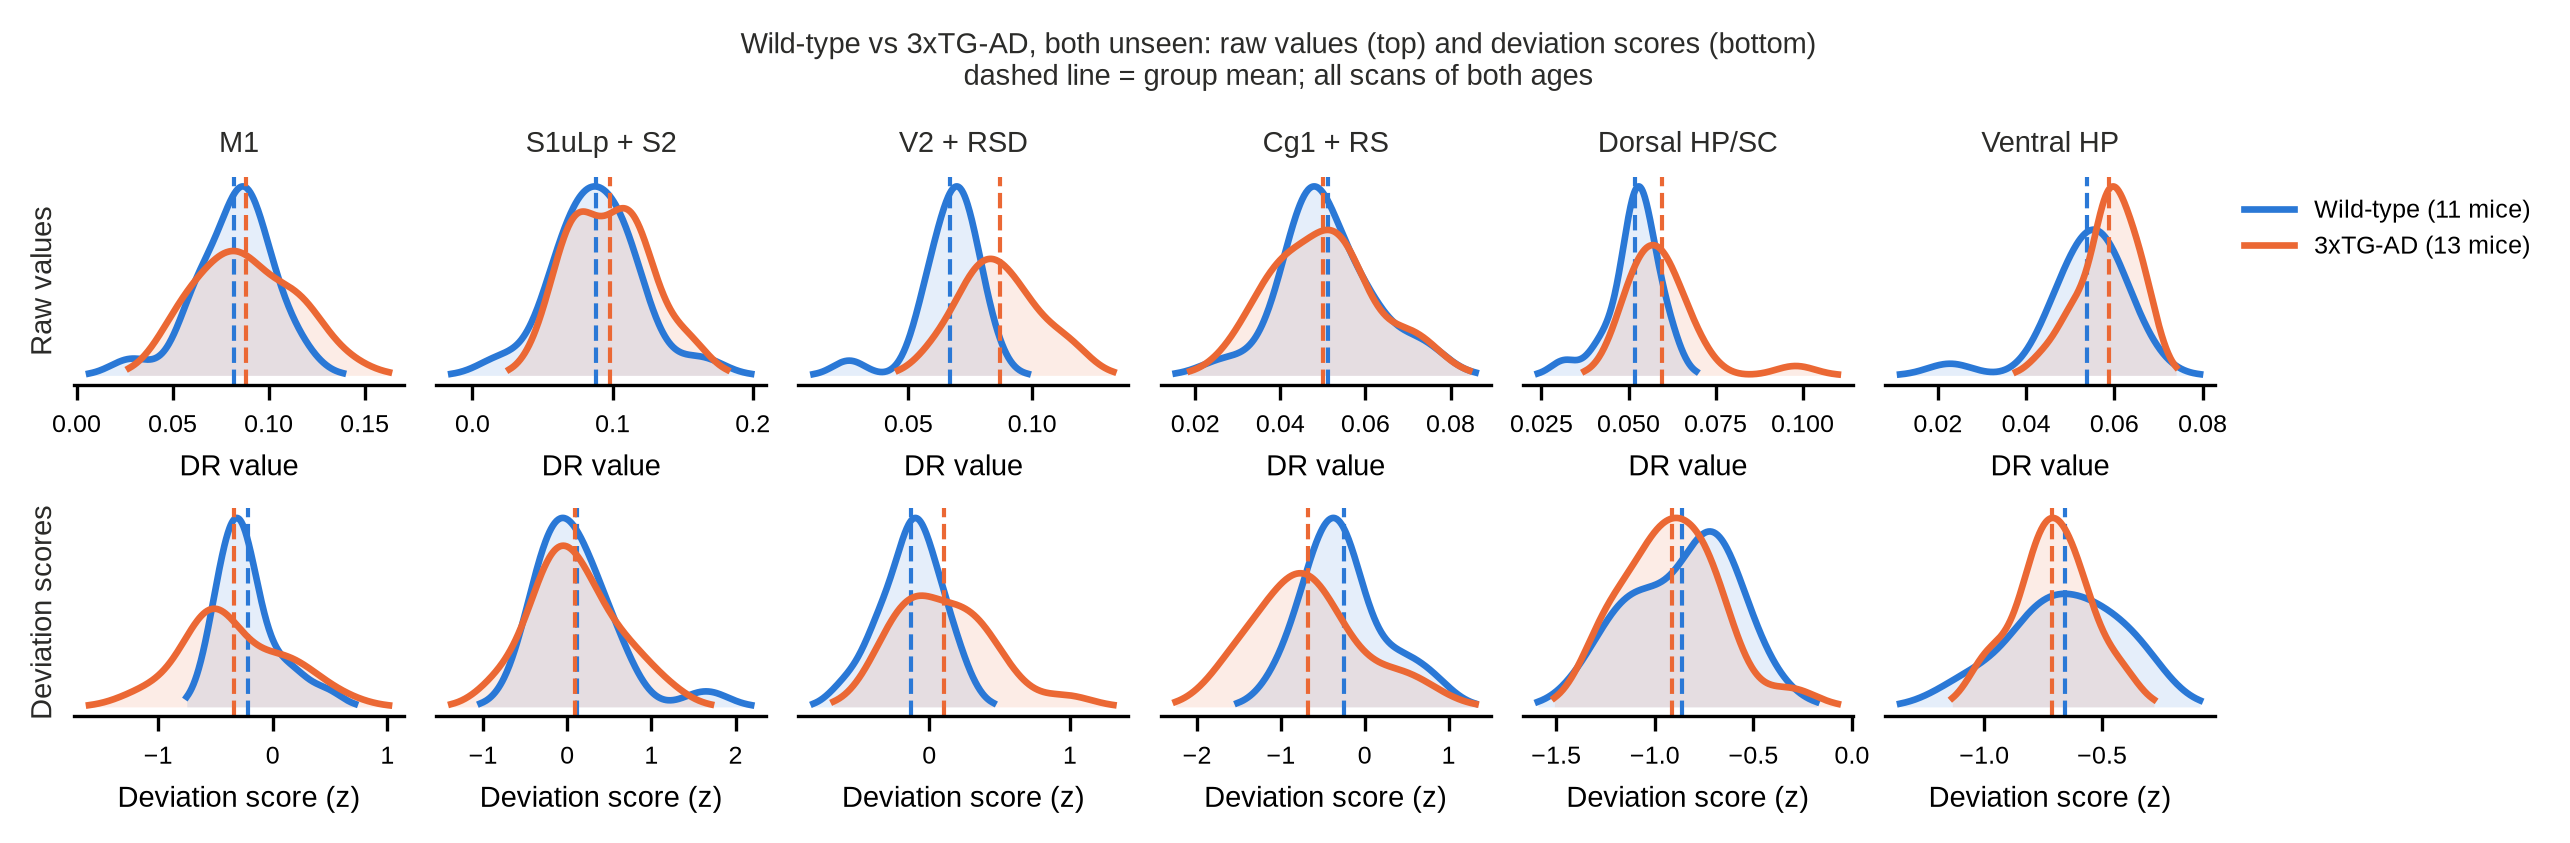 Wild-type vs 3xTG-AD, both unseen: raw values (top) and deviation scores (bottom)
dashed line = group mean; all scans of both ages
M1 S1uLp + S2 V2 + RSD Cg1 + RS Dorsal HP/SC Ventral HP
Raw values
Wild-type (11 mice)
3xTG-AD (13 mice)
0.00 0.05 0.10 0.15 0.0 0.1 0.2 0.05 0.10 0.02 0.04 0.06 0.08 0.025 0.050 0.075 0.100 0.02 0.04 0.06 0.08
DR value DR value DR value DR value DR value DR value
Deviation scores
−1 0 1 −1 0 1 2 0 1 −2 −1 0 1 −1.5 −1.0 −0.5 0.0 −1.0 −0.5
Deviation score (z) Deviation score (z) Deviation score (z) Deviation score (z) Deviation score (z) Deviation score (z)